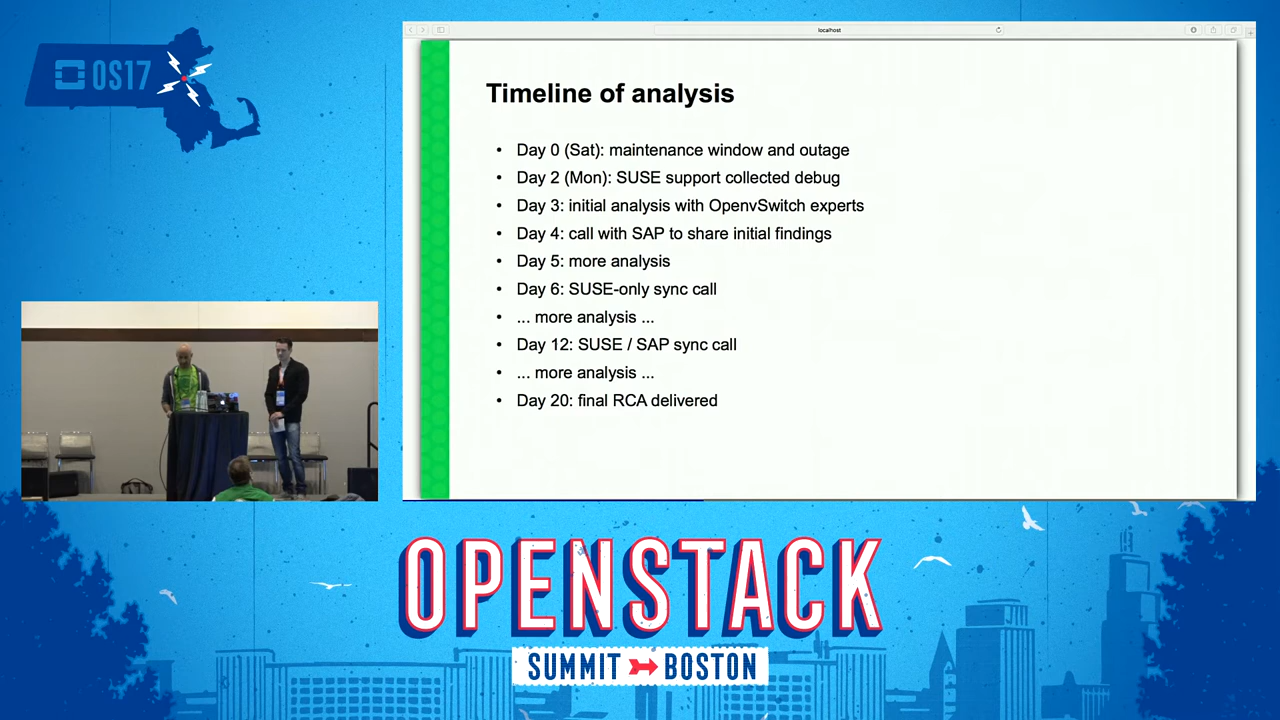 OS17
localhost
Timeline of analysis
• Day 0 (Sat): maintenance window and outage
• Day 2 (Mon): SUSE support collected debug
• Day 3: initial analysis with OpenvSwitch experts
• Day 4: call with SAP to share initial findings
• Day 5: more analysis
• Day 6: SUSE-only sync call
• ... more analysis ...
• Day 12: SUSE / SAP sync call
• ... more analysis ...
• Day 20: final RCA delivered
OPENSTACK
SUMMIT BOSTON